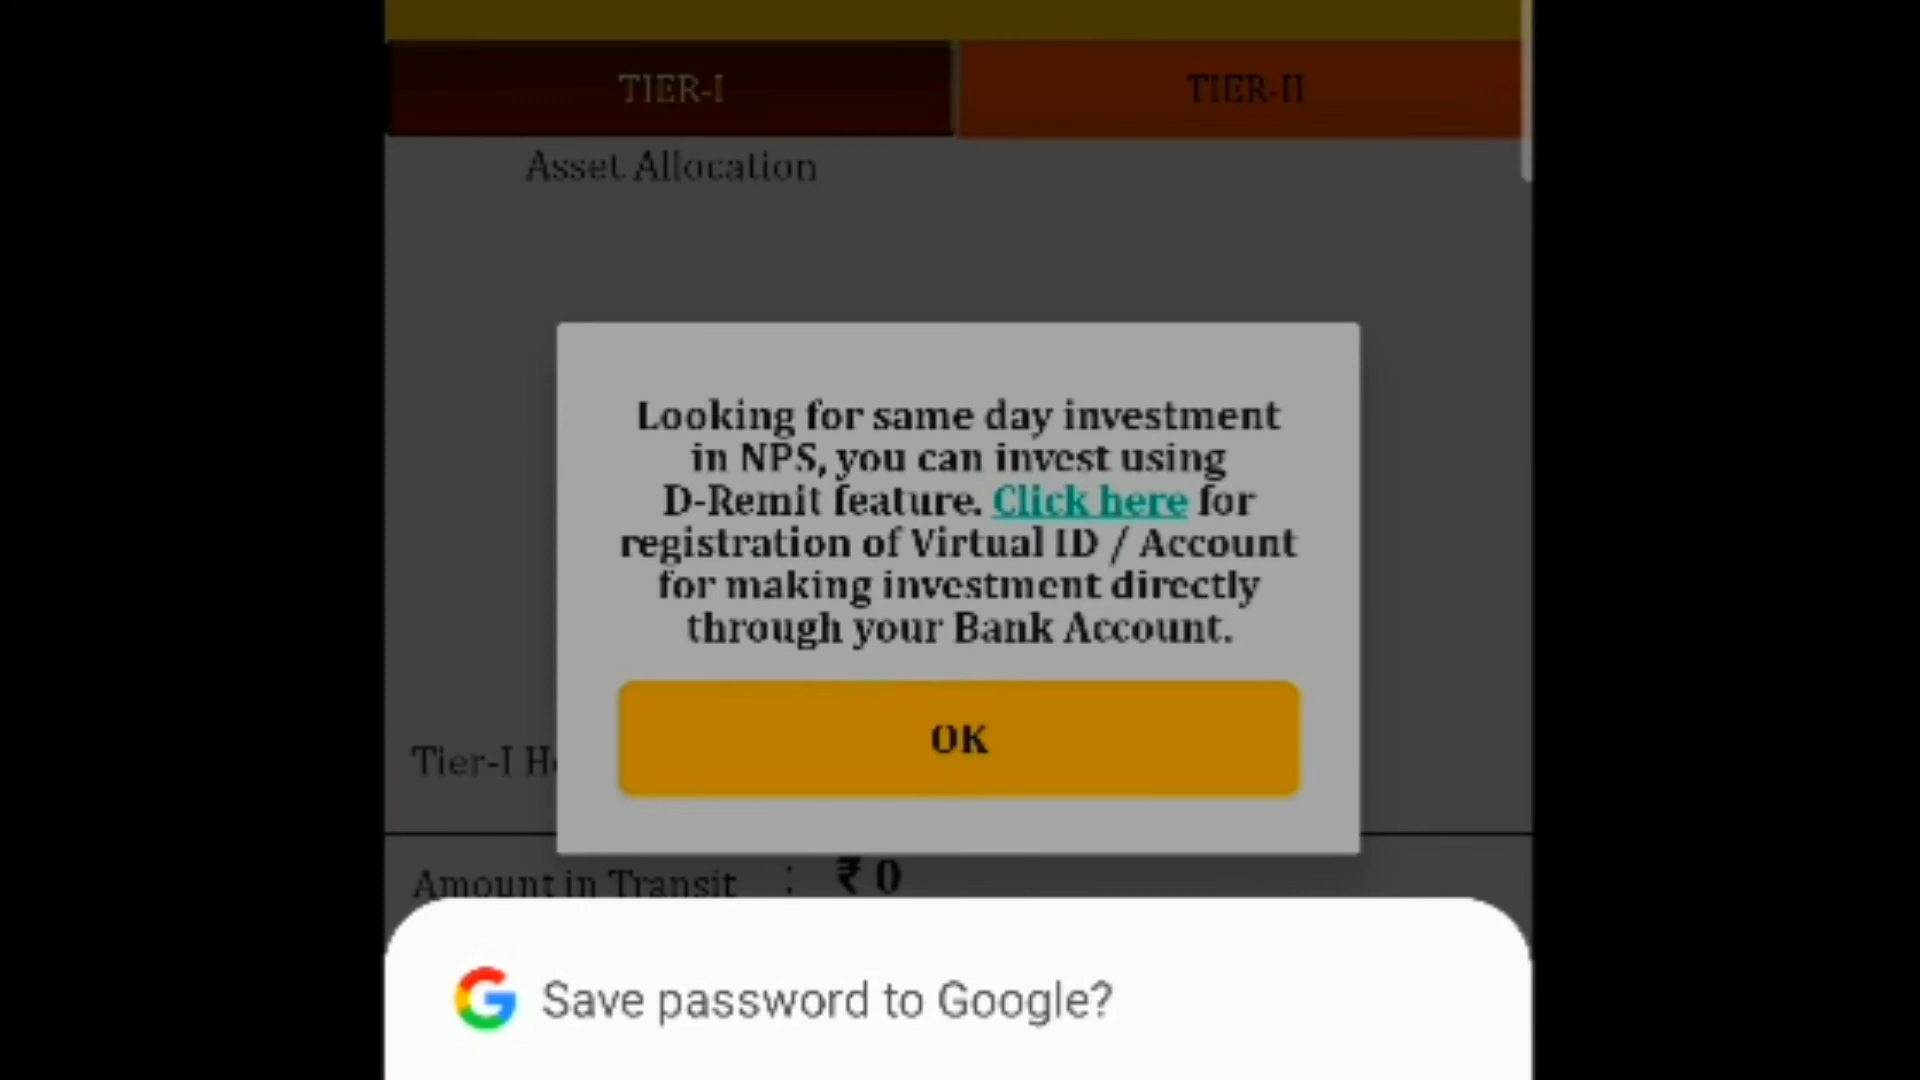 TIER-I
TIER-II
Asset Allocation
Looking for same day investment
in NPS, you can invest using
D-Remit feature. Click here for
registration of Virtual ID / Account
for making investment directly
through your Bank Account.
OK
Tier-I
Amount in Transit : ₹ 0
Save password to Google?